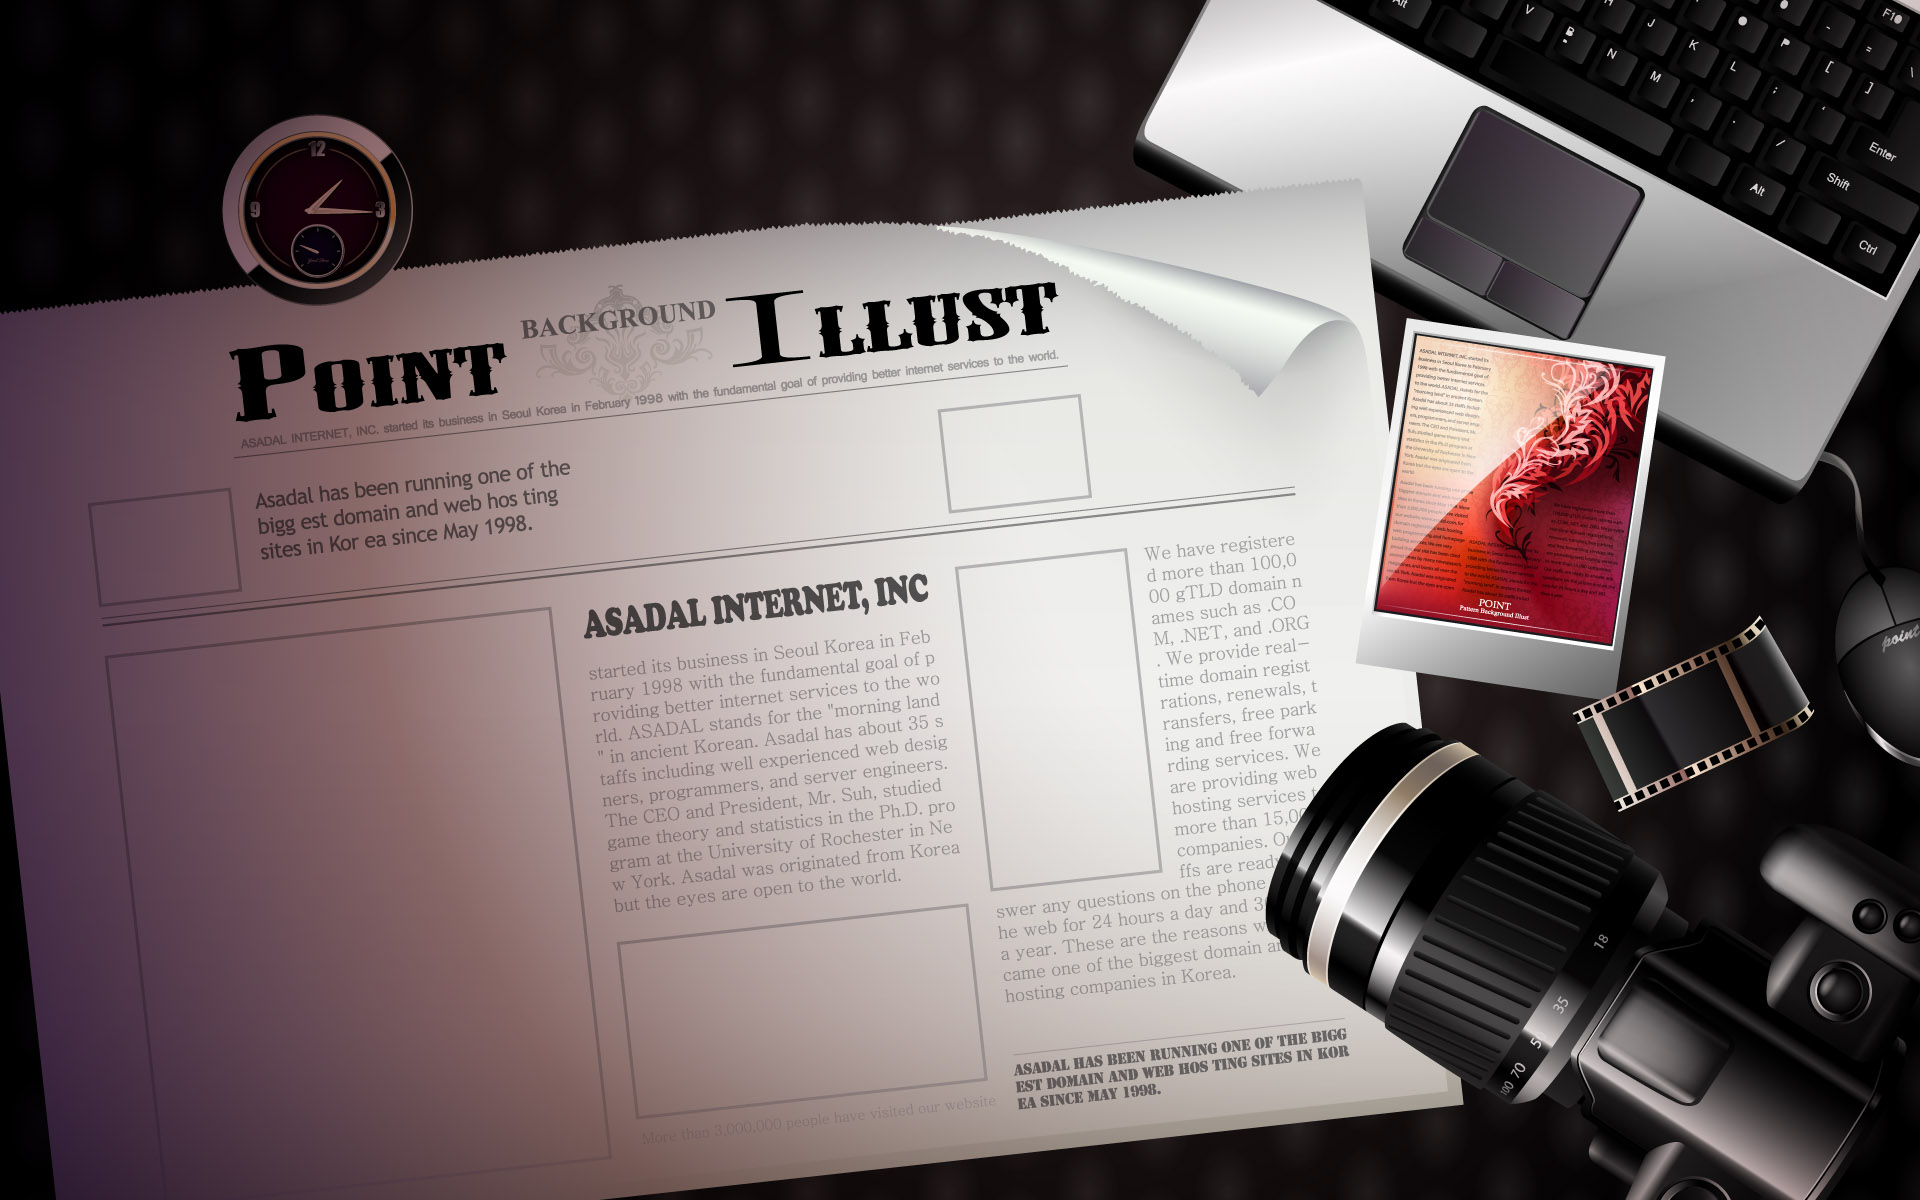 12
9
3
POINT
BACKGROUND
ILLUST
ASADAL INTERNET, INC. started its business in Seoul Korea in February 1998 with the fundamental goal of providing better internet services to the world.
Asadal has been running one of the
bigg est domain and web hos ting
sites in Kor ea since May 1998.
ASADAL INTERNET, INC
started its business in Seoul Korea in Feb
ruary 1998 with the fundamental goal of p
roviding better internet services to the wo
rld. ASADAL stands for the "morning land
" in ancient Korean. Asadal has about 35 s
taffs including well experienced web desig
ners, programmers, and server engineers.
The CEO and President, Mr. Suh, studied
game theory and statistics in the Ph.D. pro
gram at the University of Rochester in Ne
w York. Asadal was originated from Korea
but the eyes are open to the world.
More than 3,000,000 people have visited our website
We have registere
d more than 100,0
00 gTLD domain n
ames such as .CO
M, .NET, and .ORG
. We provide real-
time domain regist
rations, renewals, t
ransfers, free park
ing and free forwa
rding services. We
are providing web
hosting services t
more than 15,00
companies. O
ffs are read
swer any questions on the phone
he web for 24 hours a day and 3
a year. These are the reasons w
came one of the biggest domain a
hosting companies in Korea.
ASADAL HAS BEEN RUNNING ONE OF THE BIGG
EST DOMAIN AND WEB HOS TING SITES IN KOR
EA SINCE MAY 1998.
Alt
V
B
N
M
H
J
K
L
P
[
]
F10
Enter
Shift
Alt
Ctrl
POINT
Pattern Background Illust
point
18
35
5
70
100